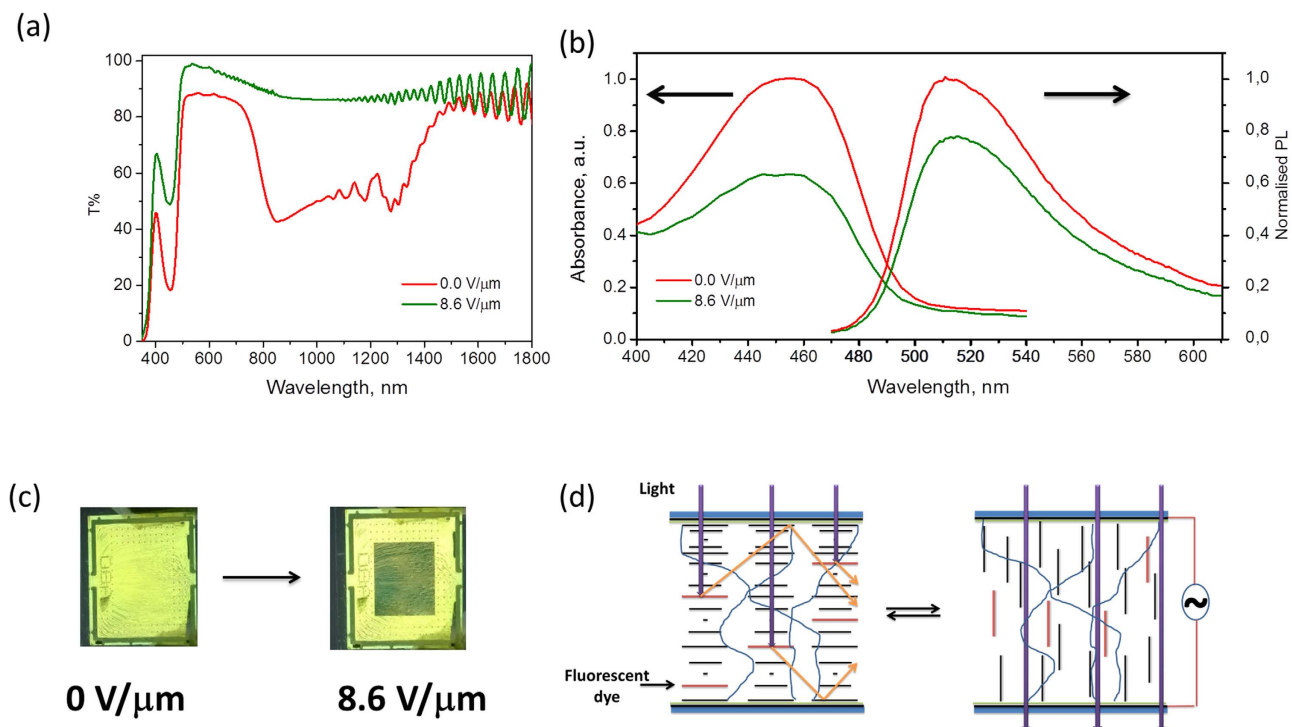 (a)
100
80
60
40
20
0
T%
400 600 800 1000 1200 1400 1600 1800
Wavelength, nm
0.0 V/μm
8.6 V/μm
(b)
1.0
0.8
0.6
0.4
0.2
0.0
Absorbance, a.u.
400 420 440 460 480 500 520 540 560 580 600
Wavelength, nm
0.0 V/μm
8.6 V/μm
1,0
0,8
0,6
0,4
0,2
0,0
Normalised PL
(c)
0 V/μm
8.6 V/μm
(d)
Light
Fluorescent
dye
~